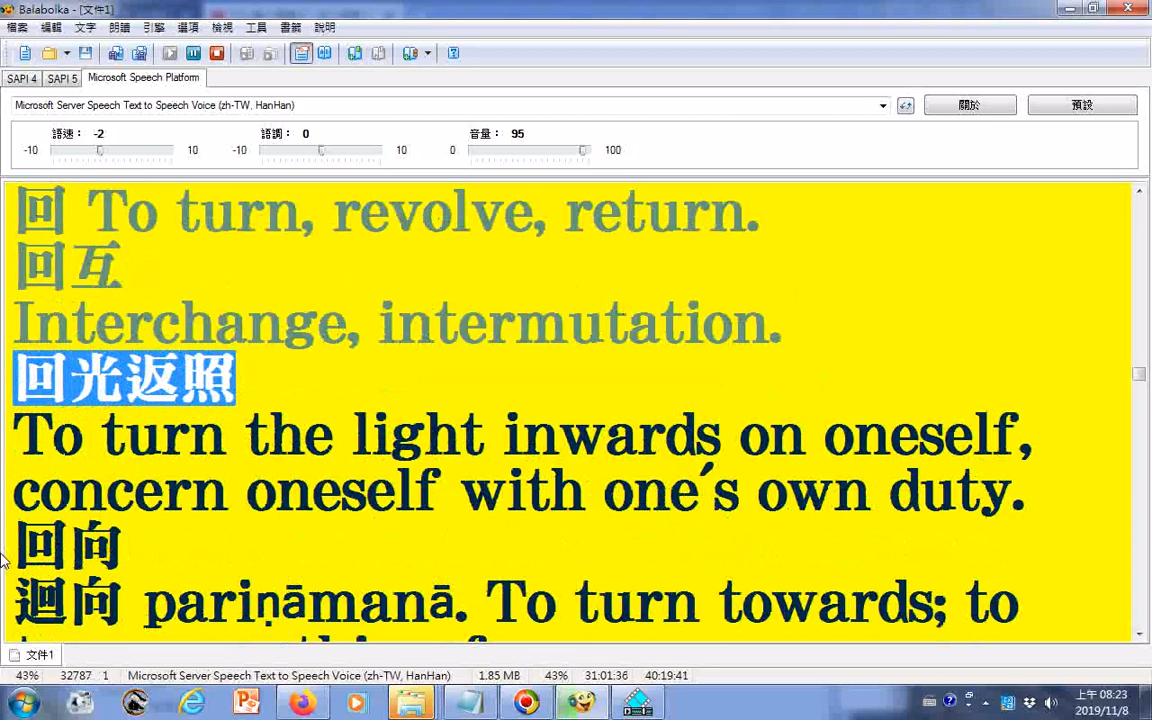 Balabolka - [文件1]
檔案 編輯 文字 朗讀 引擎 選項 檢視 工具 書籤 說明
SAPI 4 SAPI 5 Microsoft Speech Platform
Microsoft Server Speech Text to Speech Voice (zh-TW, HanHan) 關於 預設
語速： -2 語調： 0 音量： 95
-10 10 -10 10 0 100
回 To turn, revolve, return.
回互
Interchange, intermutation.
回光返照
To turn the light inwards on oneself,
concern oneself with one′s own duty.
回向
迴向 pariṇāmanā. To turn towards; to
文件1
43% 32787 : 1 Microsoft Server Speech Text to Speech Voice (zh-TW, HanHan) 1.85 MB 43% 31:01:36 40:19:41
上午 08:23
2019/11/8